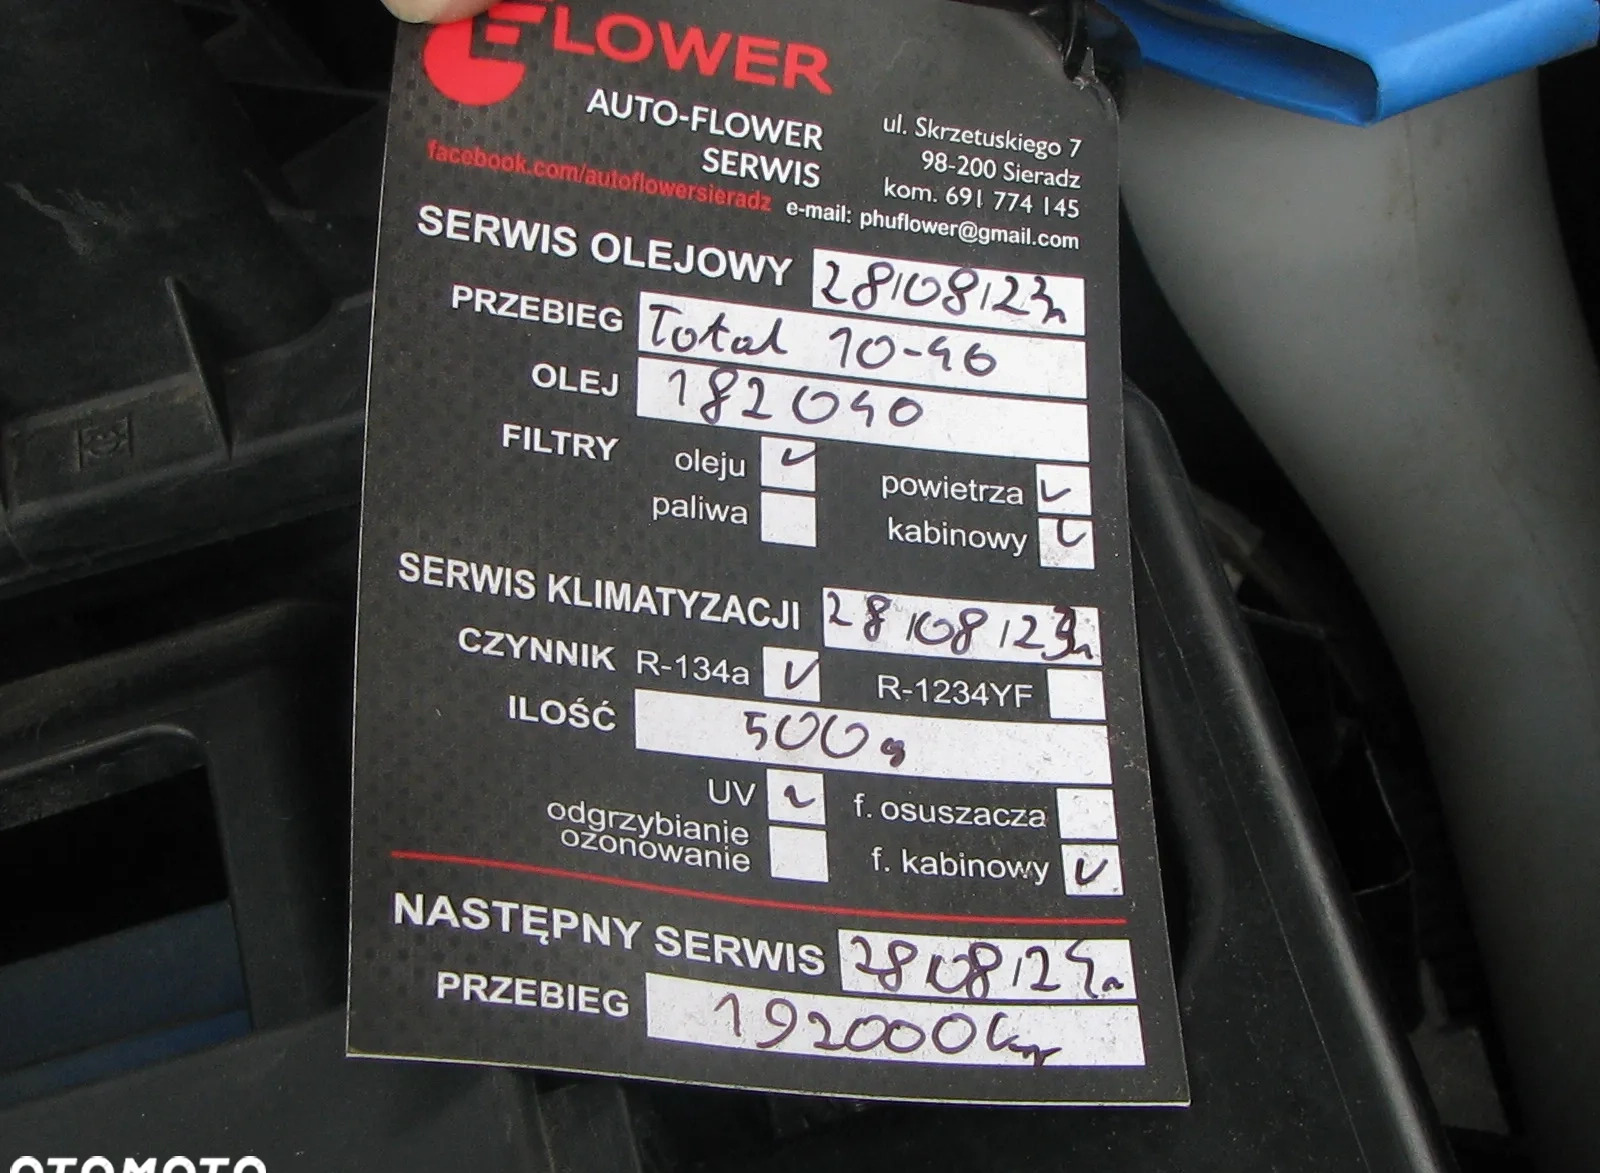 FLOWER
AUTO-FLOWER
SERWIS
facebook.com/autoflowersieradz
ul. Skrzetuskiego 7
98-200 Sieradz
kom. 691 774 145
e-mail: phuflower@gmail.com
SERWIS OLEJOWY 28/08/23r
PRZEBIEG Total 10-40
OLEJ 182040
FILTRY oleju powietrza
paliwa kabinowy
SERWIS KLIMATYZACJI 28/08/23r
CZYNNIK R-134a R-1234YF
ILOŚĆ 500g
UV f. osuszacza
odgrzybianie
ozonowanie f. kabinowy
NASTĘPNY SERWIS 28/08/24r
PRZEBIEG 192000km
OTOMOTO